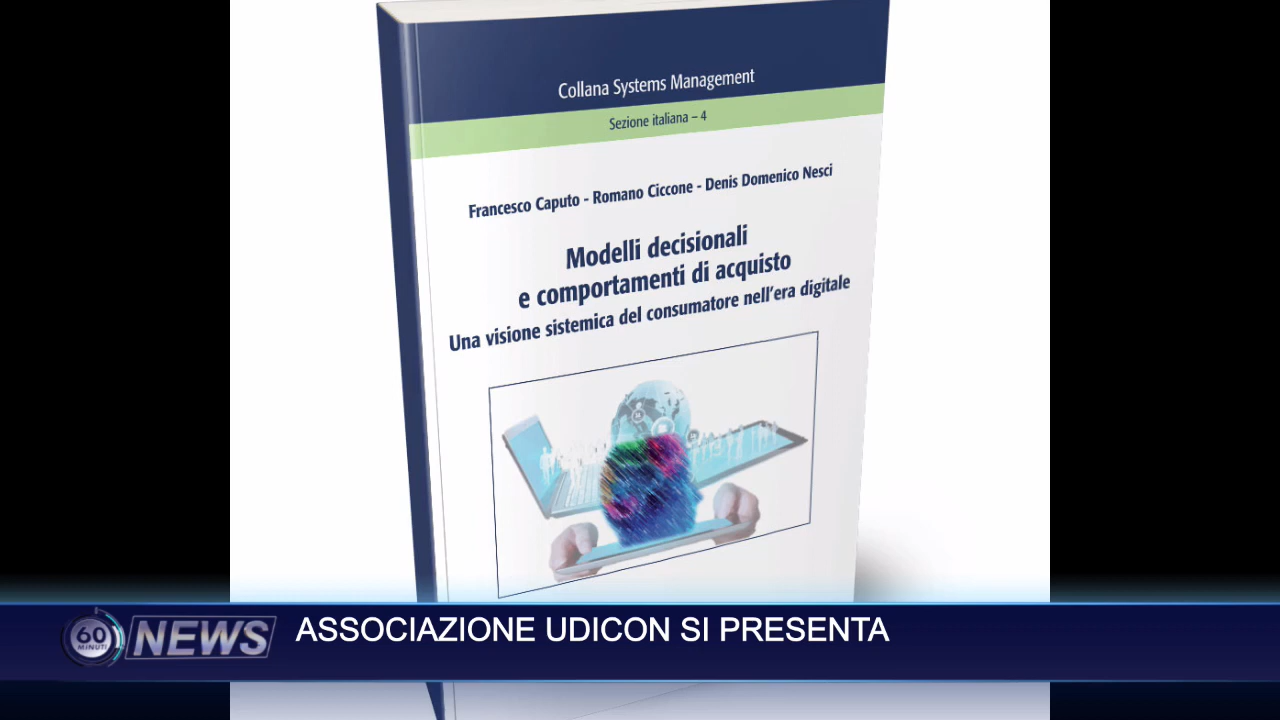 Collana Systems Management
Sezione italiana – 4
Francesco Caputo - Romano Ciccone - Denis Domenico Nesci
Modelli decisionali
e comportamenti di acquisto
Una visione sistemica del consumatore nell'era digitale
60
MINUTI
NEWS
ASSOCIAZIONE UDICON SI PRESENTA